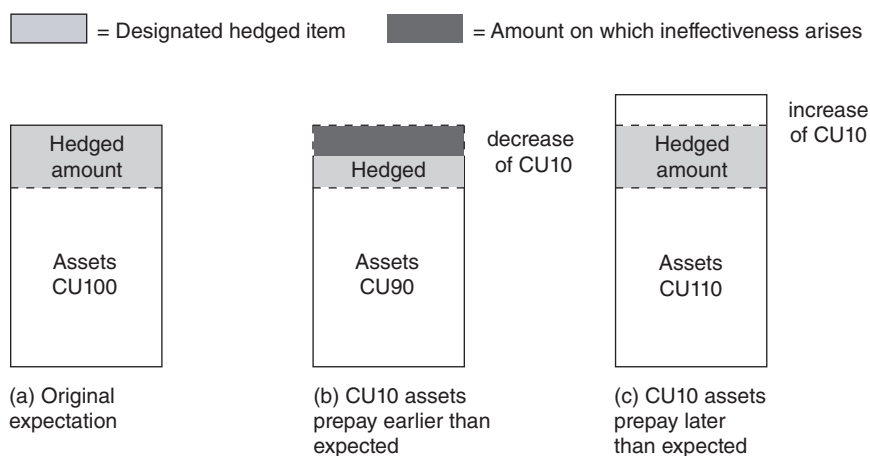 = Designated hedged item
= Amount on which ineffectiveness arises
Hedged
amount
Assets
CU100
(a) Original
expectation
decrease
of CU10
Hedged
Assets
CU90
(b) CU10 assets
prepay earlier than
expected
increase
of CU10
Hedged
amount
Assets
CU110
(c) CU10 assets
prepay later
than expected